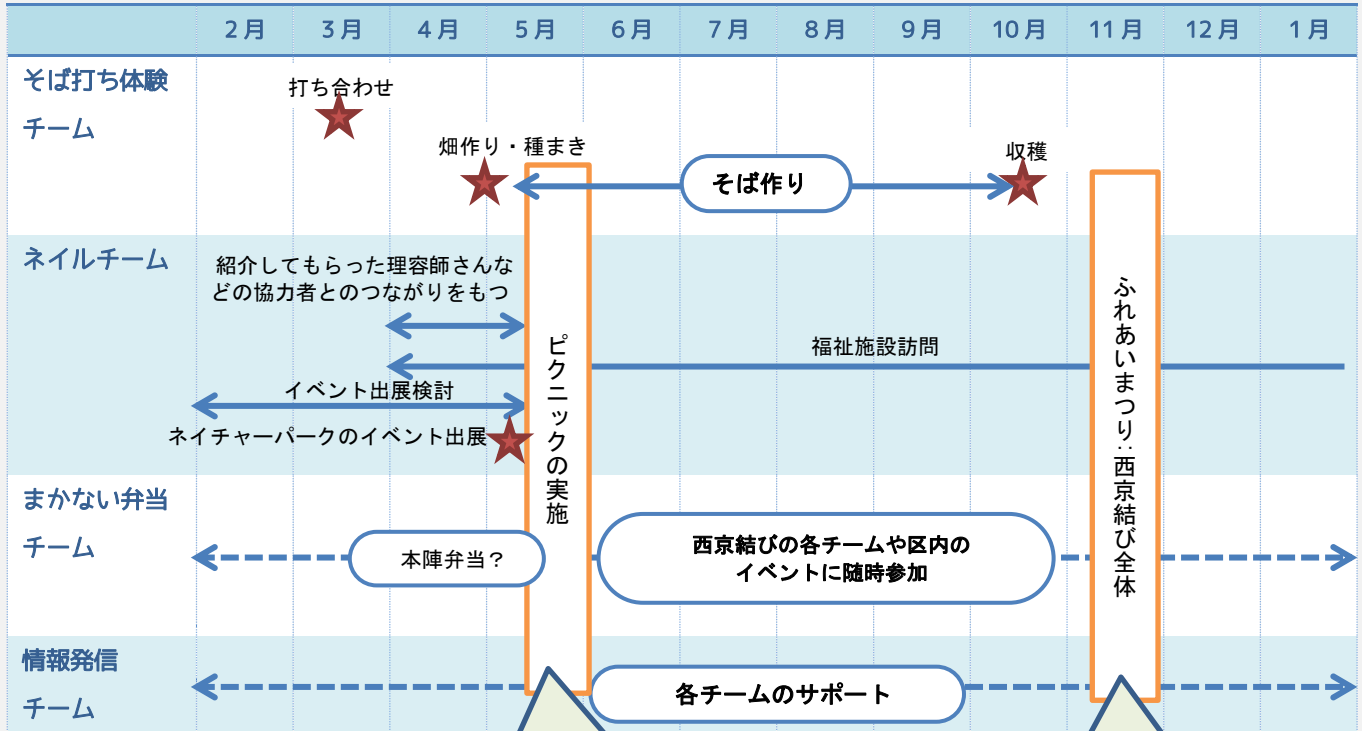 2月 3月 4月 5月 6月 7月 8月 9月 10月 11月 12月 1月
そば打ち体験
チーム
打ち合わせ
畑作り・種まき
そば作り
収穫
ネイルチーム
紹介してもらった理容師さんな
どの協力者とのつながりをもつ
福祉施設訪問
イベント出展検討
ネイチャーパークのイベント出展
ピクニックの実施
ふれあいまつり：西京結び全体
まかない弁当
チーム
本陣弁当？
西京結びの各チームや区内の
イベントに随時参加
情報発信
チーム
各チームのサポート